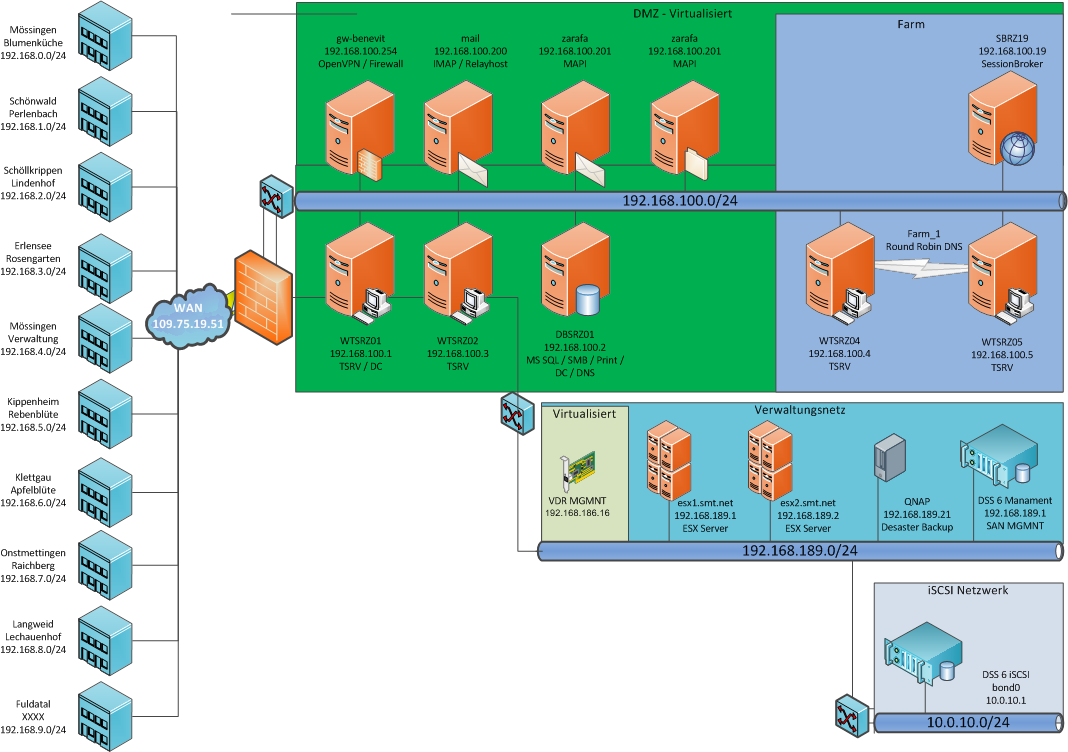 Mössingen
Blumenküche
192.168.0.0/24
Schönwald
Perlenbach
192.168.1.0/24
Schöllkrippen
Lindenhof
192.168.2.0/24
Erlensee
Rosengarten
192.168.3.0/24
Mössingen
Verwaltung
192.168.4.0/24
Kippenheim
Rebenblüte
192.168.5.0/24
Klettgau
Apfelblüte
192.168.6.0/24
Onstmettingen
Raichberg
192.168.7.0/24
Langweid
Lechauenhof
192.168.8.0/24
Fuldatal
XXXX
192.168.9.0/24
WAN
109.75.19.51
DMZ - Virtualisiert
gw-benevit
192.168.100.254
OpenVPN / Firewall
mail
192.168.100.200
IMAP / Relayhost
zarafa
192.168.100.201
MAPI
zarafa
192.168.100.201
MAPI
Farm
SBRZ19
192.168.100.19
SessionBroker
192.168.100.0/24
WTSRZ01
192.168.100.1
TSRV / DC
WTSRZ02
192.168.100.3
TSRV
DBSRZ01
192.168.100.2
MS SQL / SMB / Print /
DC / DNS
Farm_1
Round Robin DNS
WTSRZ04
192.168.100.4
TSRV
WTSRZ05
192.168.100.5
TSRV
Virtualisiert
VDR MGMNT
192.168.186.16
Verwaltungsnetz
esx1.smt.net
192.168.189.1
ESX Server
esx2.smt.net
192.168.189.2
ESX Server
QNAP
192.168.189.21
Desaster Backup
DSS 6 Manament
192.168.189.1
SAN MGMNT
192.168.189.0/24
iSCSI Netzwerk
DSS 6 iSCSI
bond0
10.0.10.1
10.0.10.0/24